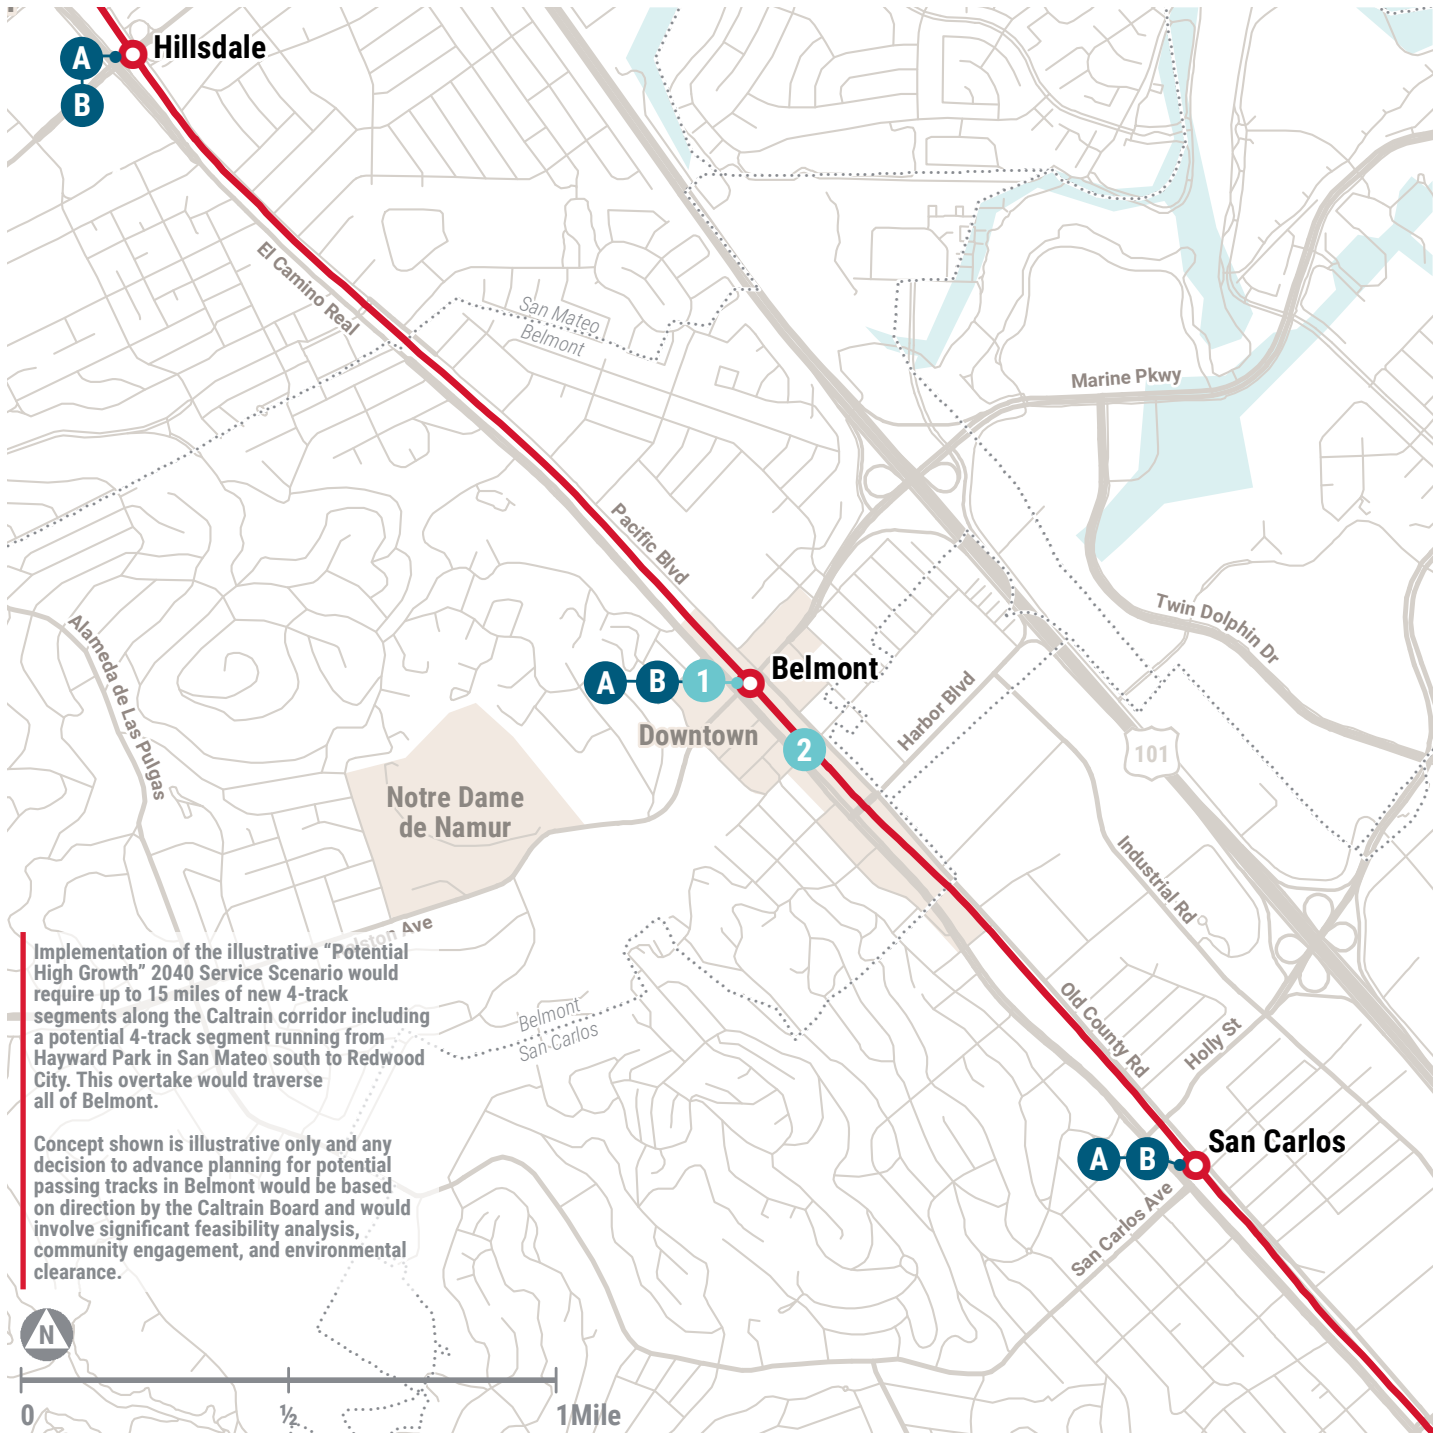 A
Hillsdale
B
El Camino Real
San Mateo
Belmont
Marine Pkwy
Pacific Blvd
Twin Dolphin Dr
Alameda de Las Pulgas
A
B
1
Belmont
Downtown
2
Harbor Blvd
101
Notre Dame
de Namur
Industrial Rd
Ave
Belmont
San Carlos
Old County Rd
Holly St
Implementation of the illustrative “Potential
High Growth” 2040 Service Scenario would
require up to 15 miles of new 4-track
segments along the Caltrain corridor including
a potential 4-track segment running from
Hayward Park in San Mateo south to Redwood
City. This overtake would traverse
all of Belmont.
Concept shown is illustrative only and any
decision to advance planning for potential
passing tracks in Belmont would be based
on direction by the Caltrain Board and would
involve significant feasibility analysis,
community engagement, and environmental
clearance.
A
B
San Carlos
San Carlos Ave
N
0
½
1Mile